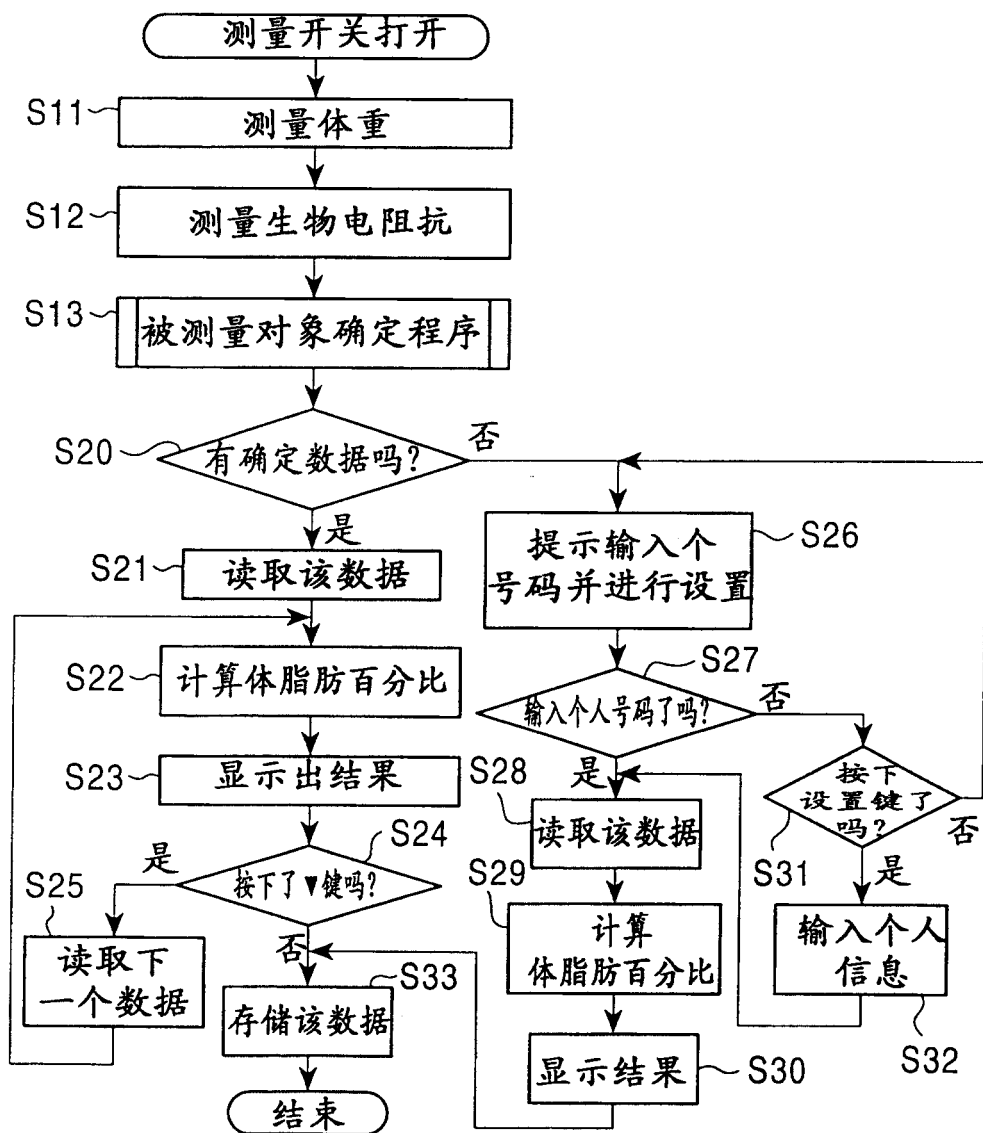 测量开关打开
S11
测量体重
S12
测量生物电阻抗
S13
被测量对象确定程序
S20
有确定数据吗?
否
是
S21
读取该数据
S22
计算体脂肪百分比
S23
显示出结果
S24
按下了▼键吗?
是
否
S25
读取下
一个数据
S33
存储该数据
结束
S26
提示输入个
号码并进行设置
S27
输入个人号码了吗?
否
是
S28
读取该数据
S29
计算
体脂肪百分比
显示结果
S30
按下
设置键了
吗?
S31
否
是
输入个人
信息
S32